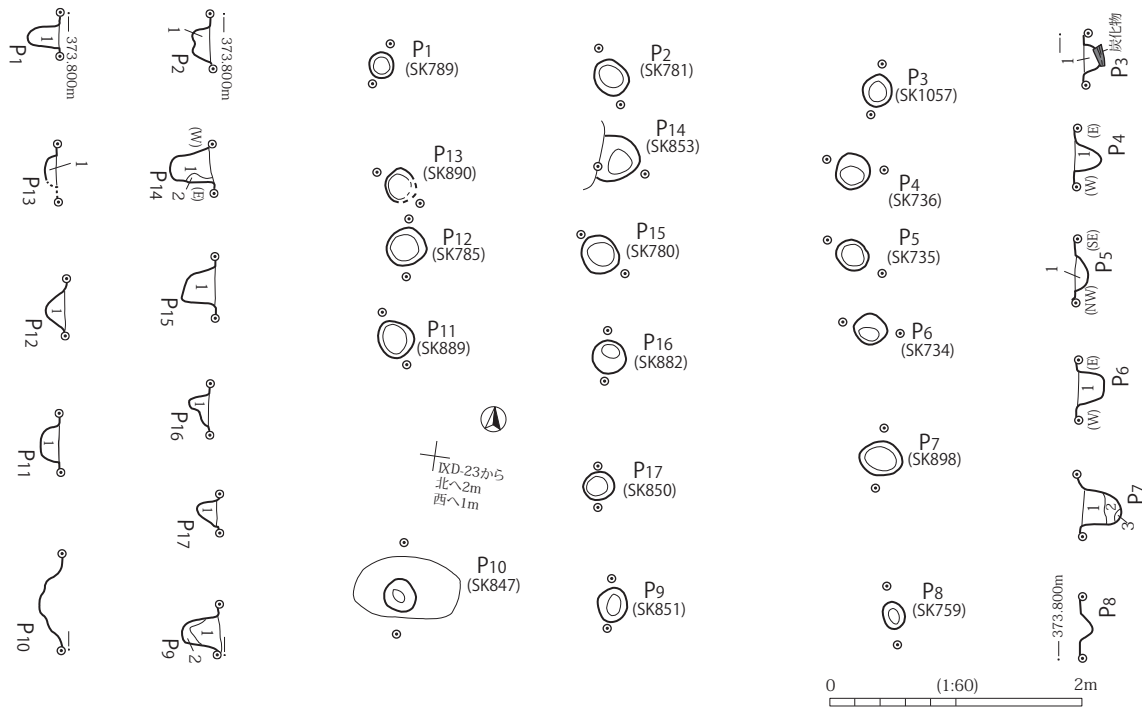 P1
1
373.800m
P2
1
373.800m
P13
1
P14
(W)
1
2
(E)
P12
1
P15
1
P11
1
P16
1
P17
1
P10
P9
1
2
P1
(SK789)
P2
(SK781)
P3
(SK1057)
P14
(SK853)
P13
(SK890)
P4
(SK736)
P12
(SK785)
P15
(SK780)
P5
(SK735)
P11
(SK889)
P16
(SK882)
P6
(SK734)
P7
(SK898)
ⅨD-23から
北へ2m
西へ1m
P17
(SK850)
P10
(SK847)
P9
(SK851)
P8
(SK759)
P3
1
炭化物
P4
1
(E)
(W)
P5
1
(SE)
(NW)
P6
1
(E)
(W)
P7
1
2
3
P8
373.800m
0 (1:60) 2m